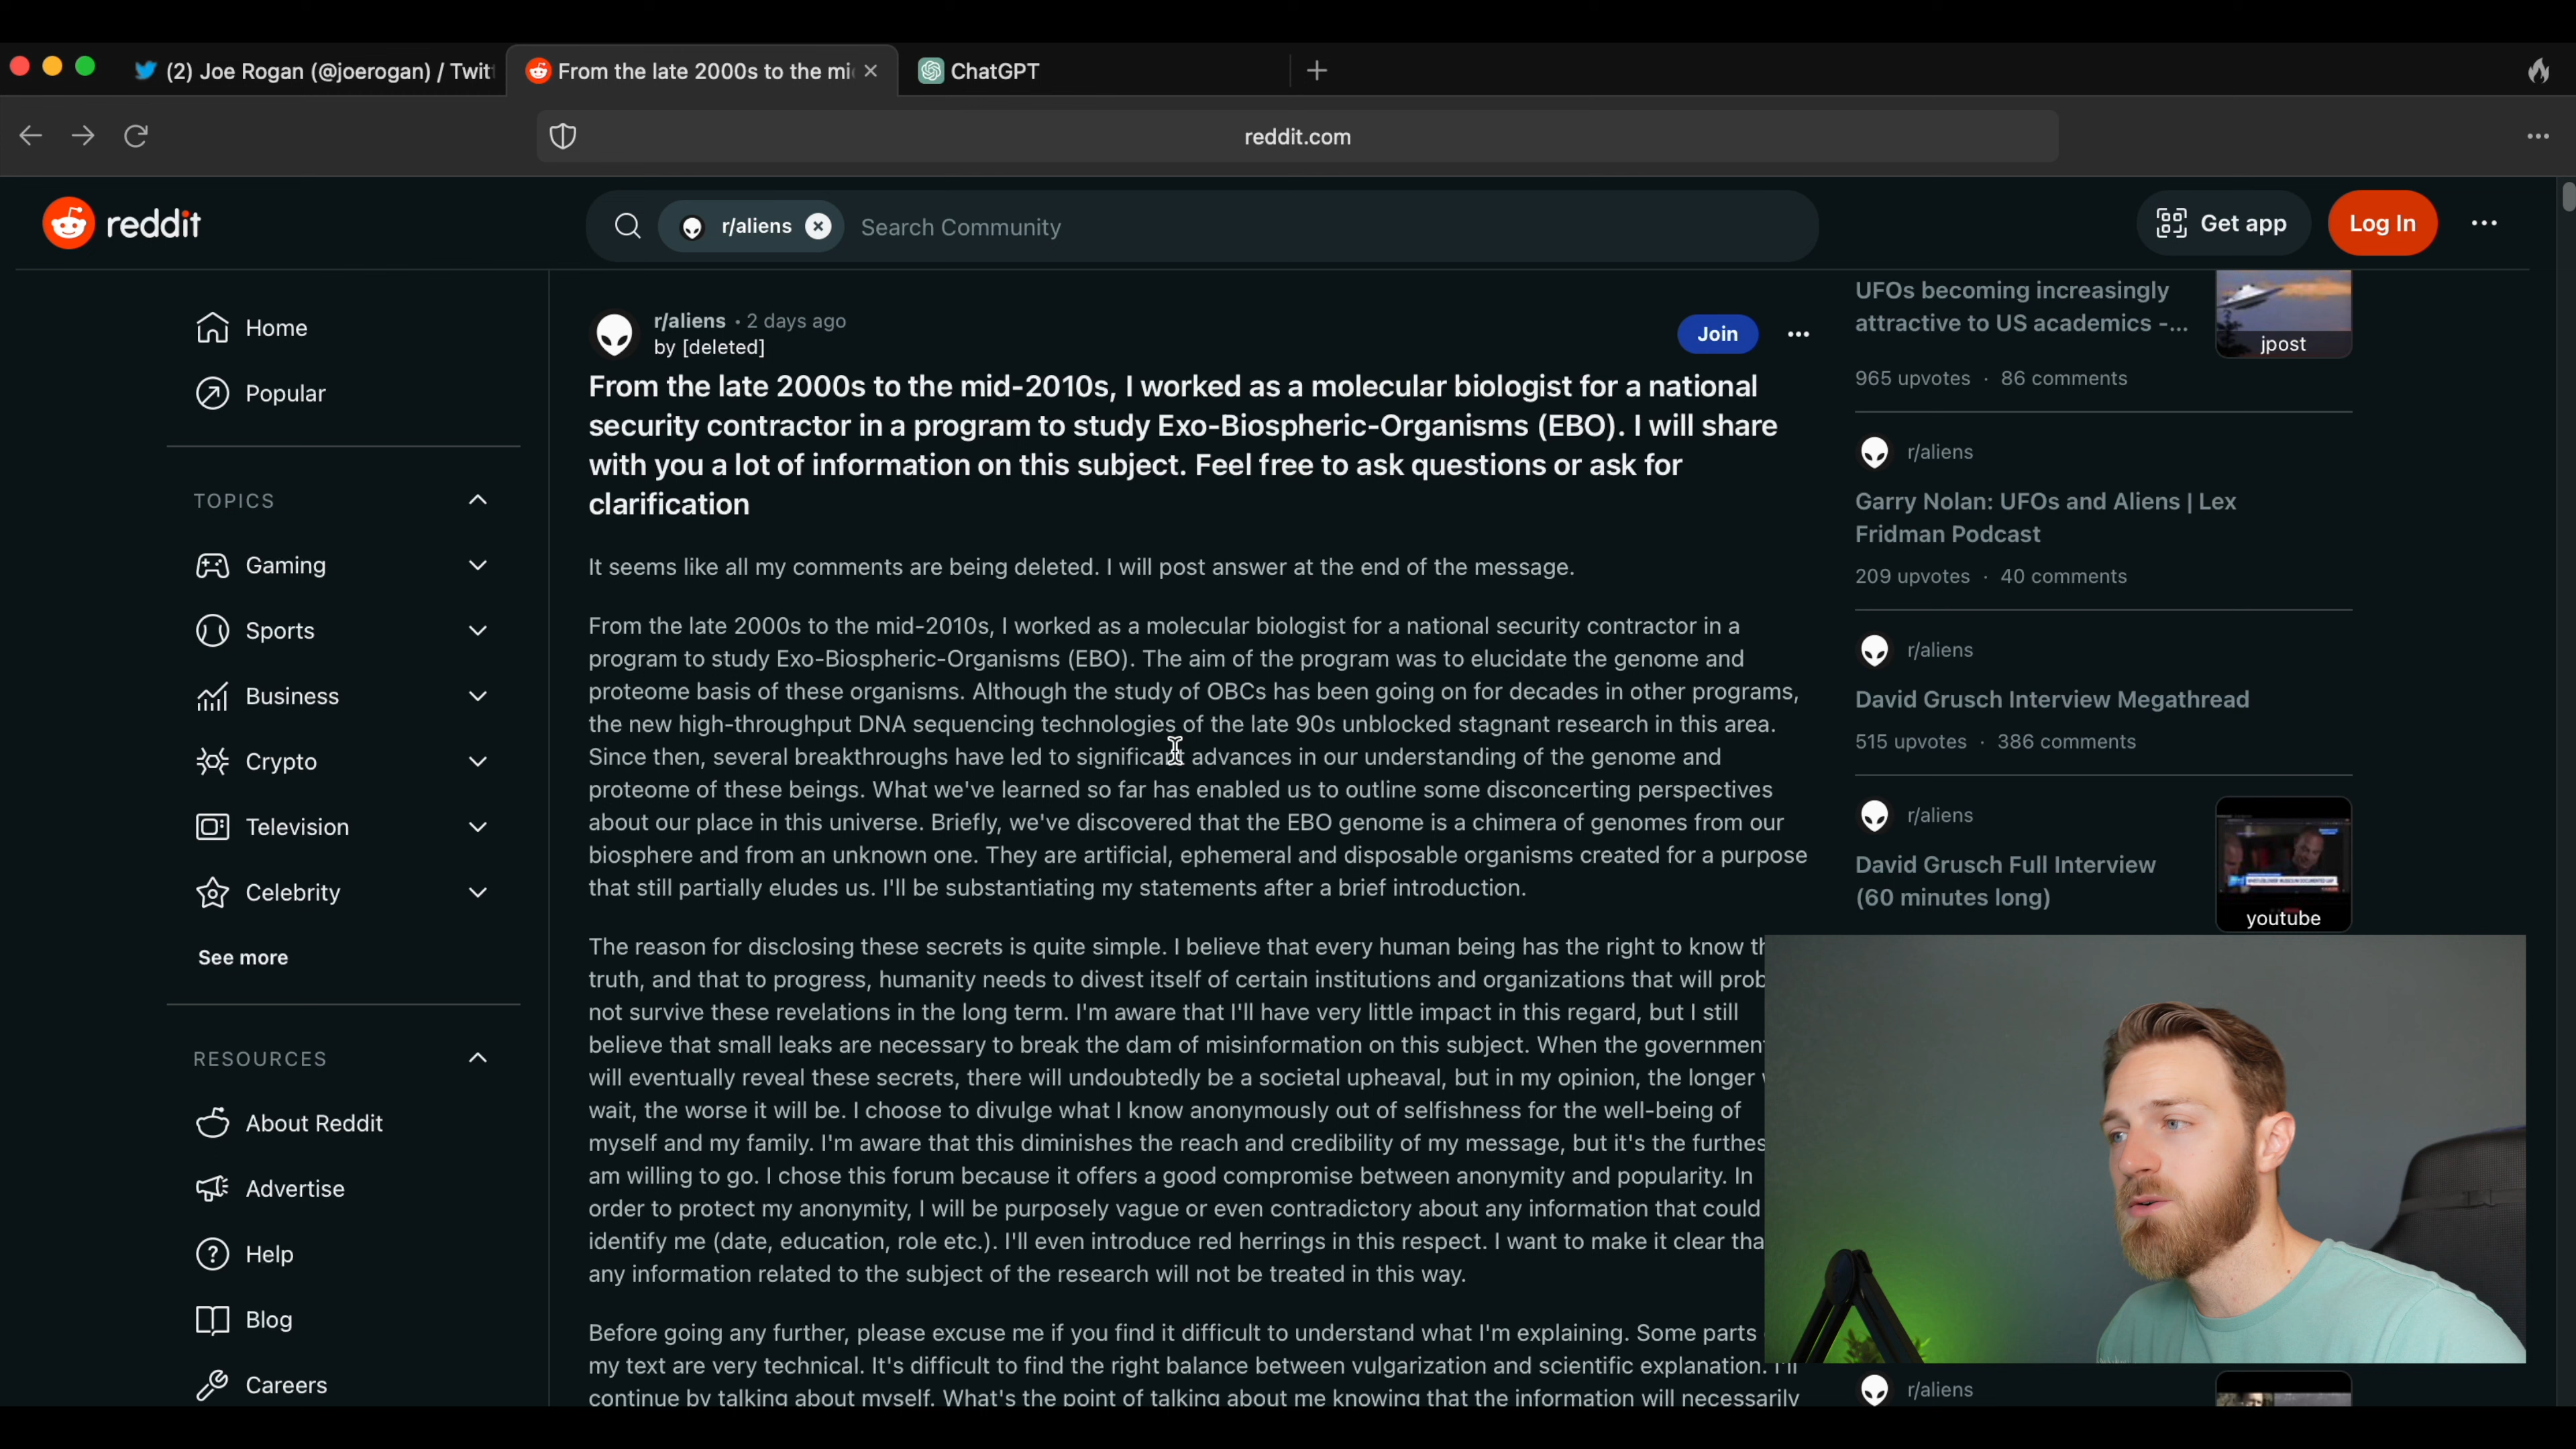 (2) Joe Rogan (@joerogan) / Twitt
From the late 2000s to the mi
ChatGPT
reddit.com
reddit
r/aliens
Search Community
Get app
Log In
Home
Popular
TOPICS
Gaming
Sports
Business
Crypto
Television
Celebrity
See more
RESOURCES
About Reddit
Advertise
Help
Blog
Careers
r/aliens • 2 days ago
by [deleted]
Join
From the late 2000s to the mid-2010s, I worked as a molecular biologist for a national
security contractor in a program to study Exo-Biospheric-Organisms (EBO). I will share
with you a lot of information on this subject. Feel free to ask questions or ask for
clarification
It seems like all my comments are being deleted. I will post answer at the end of the message.
From the late 2000s to the mid-2010s, I worked as a molecular biologist for a national security contractor in a
program to study Exo-Biospheric-Organisms (EBO). The aim of the program was to elucidate the genome and
proteome basis of these organisms. Although the study of OBCs has been going on for decades in other programs,
the new high-throughput DNA sequencing technologies of the late 90s unblocked stagnant research in this area.
Since then, several breakthroughs have led to significant advances in our understanding of the genome and
proteome of these beings. What we've learned so far has enabled us to outline some disconcerting perspectives
about our place in this universe. Briefly, we've discovered that the EBO genome is a chimera of genomes from our
biosphere and from an unknown one. They are artificial, ephemeral and disposable organisms created for a purpose
that still partially eludes us. I'll be substantiating my statements after a brief introduction.
The reason for disclosing these secrets is quite simple. I believe that every human being has the right to know th
truth, and that to progress, humanity needs to divest itself of certain institutions and organizations that will prob
not survive these revelations in the long term. I'm aware that I'll have very little impact in this regard, but I still
believe that small leaks are necessary to break the dam of misinformation on this subject. When the government
will eventually reveal these secrets, there will undoubtedly be a societal upheaval, but in my opinion, the longer
wait, the worse it will be. I choose to divulge what I know anonymously out of selfishness for the well-being of
myself and my family. I'm aware that this diminishes the reach and credibility of my message, but it's the furthes
am willing to go. I chose this forum because it offers a good compromise between anonymity and popularity. In
order to protect my anonymity, I will be purposely vague or even contradictory about any information that could
identify me (date, education, role etc.). I'll even introduce red herrings in this respect. I want to make it clear tha
any information related to the subject of the research will not be treated in this way.
Before going any further, please excuse me if you find it difficult to understand what I'm explaining. Some parts
my text are very technical. It's difficult to find the right balance between vulgarization and scientific explanation. I'll
continue by talking about myself. What's the point of talking about me knowing that the information will necessarily
UFOs becoming increasingly
attractive to US academics -...
jpost
965 upvotes · 86 comments
r/aliens
Garry Nolan: UFOs and Aliens | Lex
Fridman Podcast
209 upvotes · 40 comments
r/aliens
David Grusch Interview Megathread
515 upvotes · 386 comments
r/aliens
David Grusch Full Interview
(60 minutes long)
youtube
r/aliens